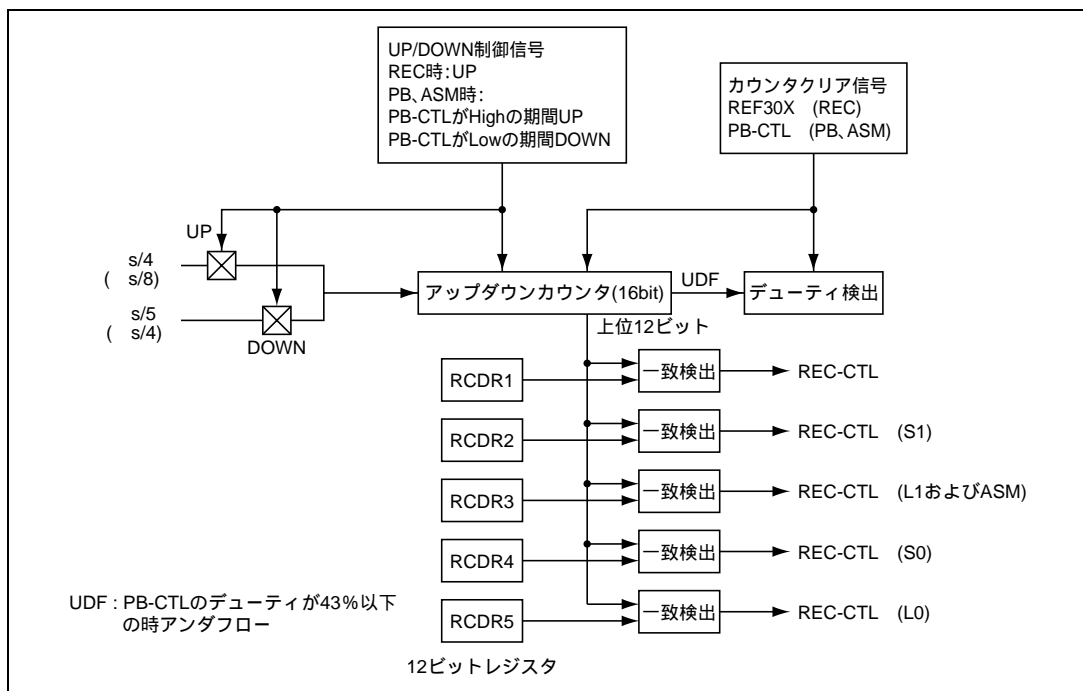 UP/DOWN制御信号
REC時:UP
PB、ASM時:
PB-CTLがHighの期間UP
PB-CTLがLowの期間DOWN
カウンタクリア信号
REF30X (REC)
PB-CTL (PB、ASM)
UP
s/4
( s/8)
s/5
( s/4)
DOWN
アップダウンカウンタ(16bit)
UDF
デューティ検出
上位12ビット
RCDR1
一致検出
REC-CTL
RCDR2
一致検出
REC-CTL (S1)
RCDR3
一致検出
REC-CTL (L1およびASM)
RCDR4
一致検出
REC-CTL (S0)
RCDR5
一致検出
REC-CTL (L0)
UDF : PB-CTLのデューティが43%以下
の時アンダフロー
12ビットレジスタ